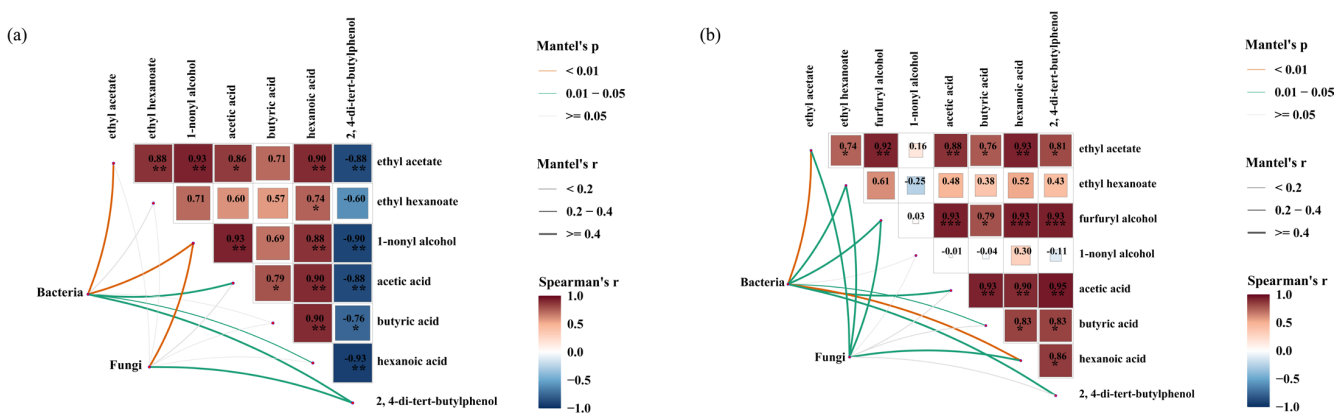 (a)
ethyl acetate
ethyl hexanoate
1-nonyl alcohol
acetic acid
butyric acid
hexanoic acid
2, 4-di-tert-butylphenol
0.88 0.93 0.86 0.71 0.90 -0.88 ethyl acetate
** ** * ** **
0.71 0.60 0.57 0.74 -0.60 ethyl hexanoate
*
0.93 0.69 0.88 -0.90 1-nonyl alcohol
** ** **
0.79 0.90 -0.88 acetic acid
* ** **
0.90 -0.76 butyric acid
** *
-0.93 hexanoic acid
**
2, 4-di-tert-butylphenol
Bacteria
Fungi
Mantel's p
< 0.01
0.01 − 0.05
>= 0.05
Mantel's r
< 0.2
0.2 − 0.4
>= 0.4
Spearman's r
1.0
0.5
0.0
−0.5
−1.0
(b)
ethyl acetate
ethyl hexanoate
furfuryl alcohol
1-nonyl alcohol
acetic acid
butyric acid
hexanoic acid
2, 4-di-tert-butylphenol
0.74 0.92 0.16 0.88 0.76 0.93 0.81 ethyl acetate
* ** ** * ** *
0.61 -0.25 0.48 0.38 0.52 0.43 ethyl hexanoate
0.03 0.93 0.79 0.93 0.93 furfuryl alcohol
*** * *** ***
-0.01 -0.04 0.30 -0.11 1-nonyl alcohol
0.93 0.90 0.95 acetic acid
** ** **
0.83 0.83 butyric acid
* *
0.86 hexanoic acid
*
2, 4-di-tert-butylphenol
Bacteria
Fungi
Mantel's p
< 0.01
0.01 − 0.05
>= 0.05
Mantel's r
< 0.2
0.2 − 0.4
>= 0.4
Spearman's r
1.0
0.5
0.0
−0.5
−1.0